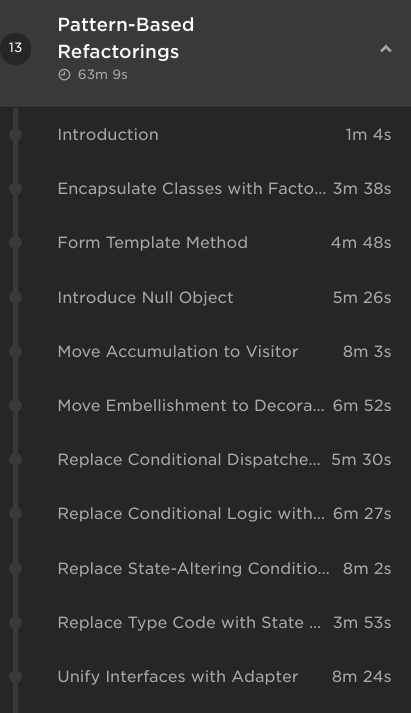 13
Pattern-Based
Refactorings
63m 9s
Introduction 1m 4s
Encapsulate Classes with Facto... 3m 38s
Form Template Method 4m 48s
Introduce Null Object 5m 26s
Move Accumulation to Visitor 8m 3s
Move Embellishment to Decora... 6m 52s
Replace Conditional Dispatche... 5m 30s
Replace Conditional Logic with... 6m 27s
Replace State-Altering Conditio... 8m 2s
Replace Type Code with State ... 3m 53s
Unify Interfaces with Adapter 8m 24s